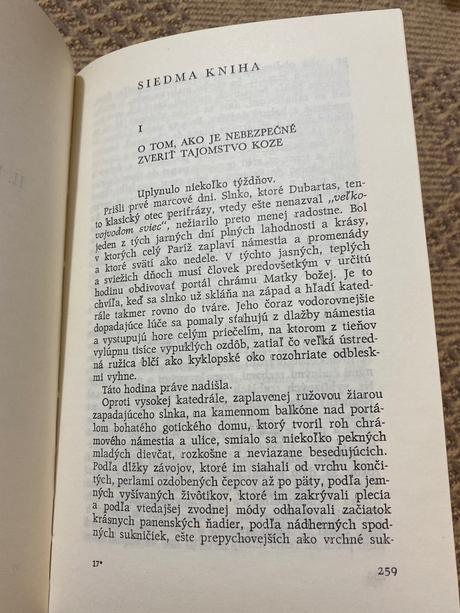 SIEDMA KNIHA
I
O TOM, AKO JE NEBEZPEČNÉ
ZVERIŤ TAJOMSTVO KOZE
Uplynulo niekoľko týždňov.
Prišli prvé marcové dni. Slnko, ktoré Dubartas, ten-
to klasický otec perifrázy, vtedy ešte nenazval „veľko-
vojvodom sviec“, nežiarilo preto menej radostne. Bol
jeden z tých jarných dní plných lahodnosti a krásy,
v ktorých celý Paríž zaplaví námestia a promenády
a ktoré svätí ako nedele. V týchto jasných, teplých
a sviežich dňoch musí človek predovšetkým v určitú
hodinu obdivovať portál chrámu Matky božej. Je to
chvíľa, keď sa slnko už skláňa na západ a hľadí kated-
rále takmer rovno do tváre. Jeho čoraz vodorovnejšie
dopadajúce lúče sa pomaly sťahujú z dlažby námestia
a vystupujú hore celým priečelím, na ktorom z tieňov
vylúpnu tisíce vypuklých ozdôb, zatiaľ čo veľká ústred-
ná ružica blčí ako kyklopské oko rozohriate odblesk-
mi vyhne.
Táto hodina práve nadišla.
Oproti vysokej katedrále, zaplavenej ružovou žiarou
zapadajúceho slnka, na kamennom balkóne nad portá-
lom bohatého gotického domu, ktorý tvoril roh chrá-
mového námestia a ulice, smialo sa niekoľko pekných
mladých dievčat, rozkošne a neviazane besedujúcich.
Podľa dĺžky závojov, ktoré im siahali od vrchu končí-
tých, perlami ozdobených čepcov až po päty, podľa jem-
ných vyšívaných živôtikov, ktoré im zakrývali plecia
a podľa vtedajšej zvodnej módy odhaľovali začiatok
krásnych panenských ňadier, podľa nádherných spod-
ných sukničiek, ešte prepychovejších ako vrchné suk-
17*
259